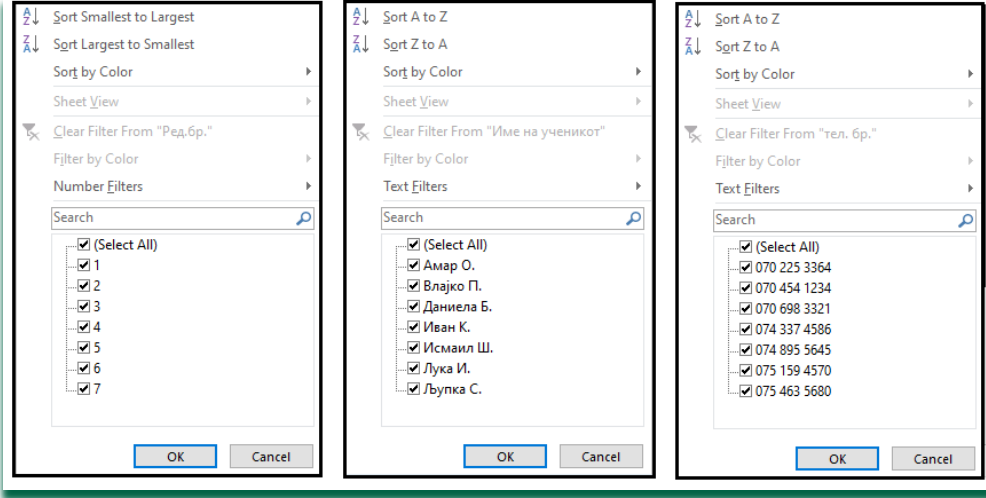 Sort Smallest to Largest
Sort Largest to Smallest
Sort by Color
Sheet View
Clear Filter From "Ред.бр."
Filter by Color
Number Filters
Search
(Select All)
1
2
3
4
5
6
7
OK Cancel
Sort A to Z
Sort Z to A
Sort by Color
Sheet View
Clear Filter From "Име на ученикот"
Filter by Color
Text Filters
Search
(Select All)
Амар О.
Влајко П.
Даниела Б.
Иван К.
Исмаил Ш.
Лука И.
Љупка С.
OK Cancel
Sort A to Z
Sort Z to A
Sort by Color
Sheet View
Clear Filter From "тел. бр."
Filter by Color
Text Filters
Search
(Select All)
070 225 3364
070 454 1234
070 698 3321
074 337 4586
074 895 5645
075 159 4570
075 463 5680
OK Cancel